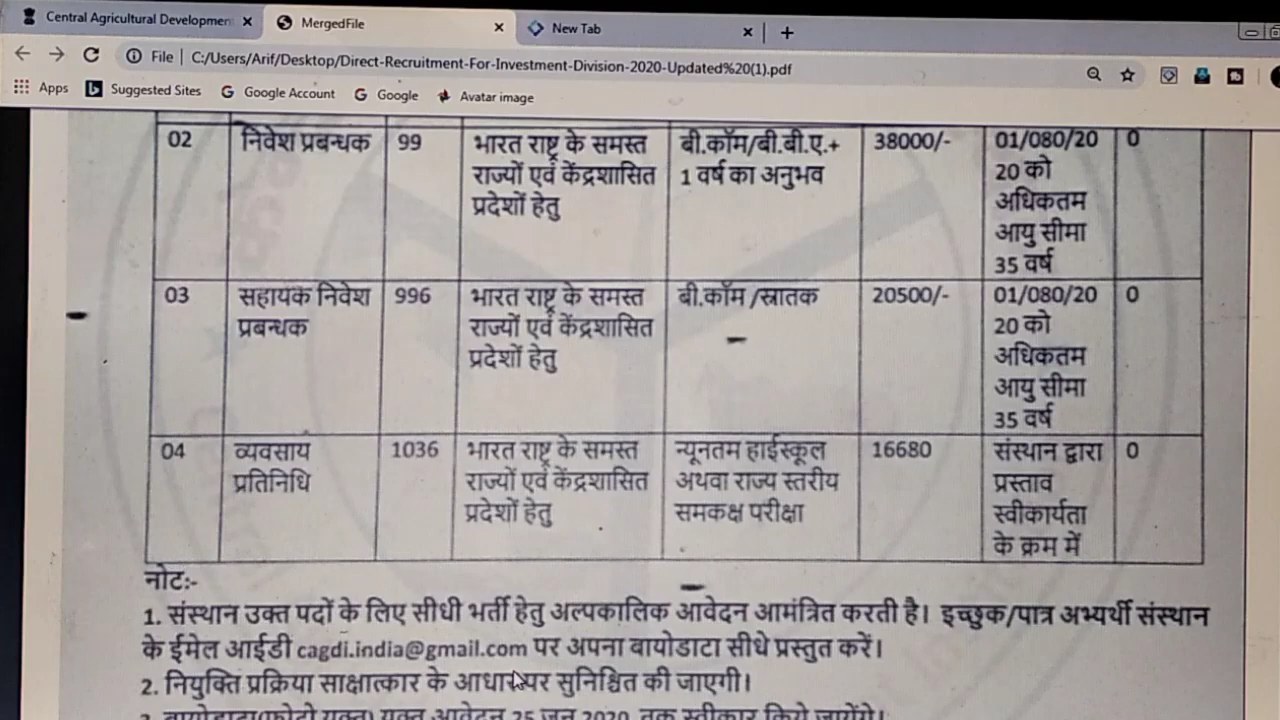 Central Agricultural Developmen
MergedFile
New Tab
File | C:/Users/Arif/Desktop/Direct-Recruitment-For-Investment-Division-2020-Updated%20(1).pdf
Apps Suggested Sites Google Account Google Avatar image
02 निवेश प्रबन्धक 99 भारत राष्ट्र के समस्त बी.कॉम/बी.बी.ए.+ 38000/- 01/080/20 0
राज्यों एवं केंद्रशासित 1 वर्ष का अनुभव 20 को
प्रदेशों हेतु अधिकतम
आयु सीमा
35 वर्ष
03 सहायक निवेश 996 भारत राष्ट्र के समस्त बी.कॉम /स्रातक 20500/- 01/080/20 0
प्रबन्धक राज्यों एवं केंद्रशासित 20 को
प्रदेशों हेतु अधिकतम
आयु सीमा
35 वर्ष
04 व्यवसाय 1036 भारत राष्ट्र के समस्त न्यूनतम हाईस्कूल 16680 संस्थान द्वारा 0
प्रतिनिधि राज्यों एवं केंद्रशासित अथवा राज्य स्तरीय प्रस्ताव
प्रदेशों हेतु समकक्ष परीक्षा स्वीकार्यता
के क्रम में
नोटः-
1. संस्थान उक्त पदों के लिए सीधी भर्ती हेतु अल्पकालिक आवेदन आमंत्रित करती है। इच्छुक/पात्र अभ्यर्थी संस्थान
के ईमेल आईडी cagdi.india@gmail.com पर अपना बायोडाटा सीधे प्रस्तुत करें।
2. नियुक्ति प्रक्रिया साक्षात्कार के आधार पर सुनिश्चित की जाएगी।
3. बायोडाटा(फोटो युक्त) युक्त आवेदन 25 जून 2020 तक स्वीकार किये जायेंगे।